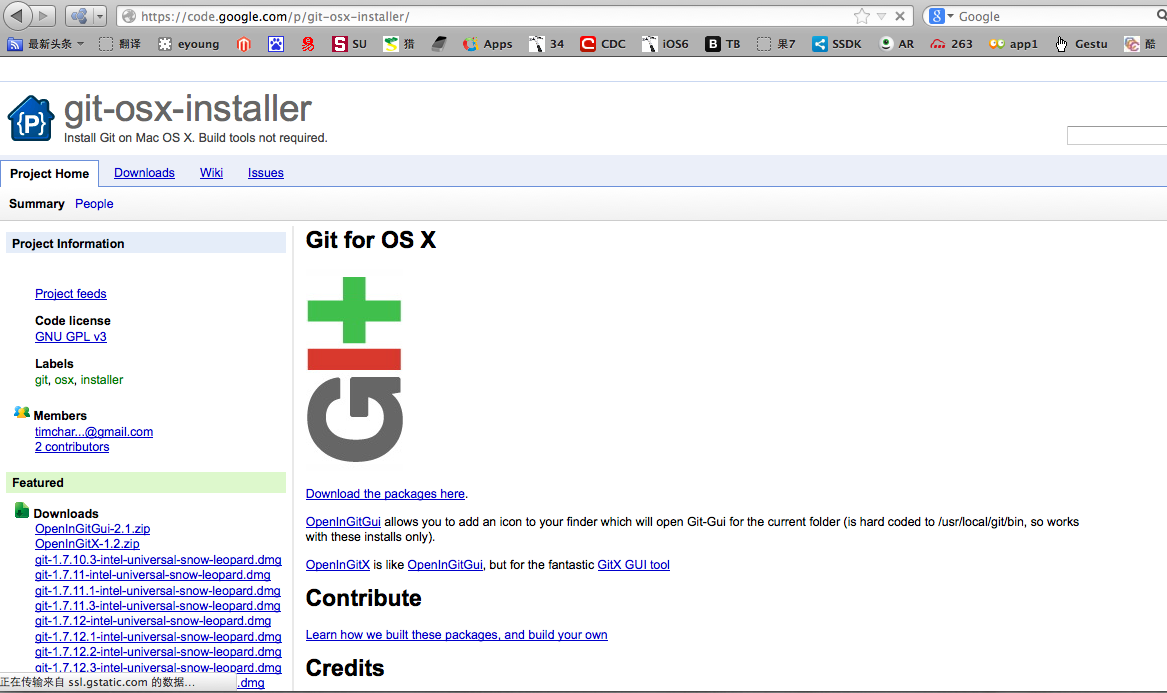 https://code.google.com/p/git-osx-installer/
Google
最新头条 翻译 eyoung SU 猎 Apps 34 CDC iOS6 TB 果7 SSDK AR 263 app1 Gestu 酷
git-osx-installer
Install Git on Mac OS X. Build tools not required.
Project Home Downloads Wiki Issues
Summary People
Project Information
Project feeds
Code license
GNU GPL v3
Labels
git, osx, installer
Members
timchar...@gmail.com
2 contributors
Featured
Downloads
OpenInGitGui-2.1.zip
OpenInGitX-1.2.zip
git-1.7.10.3-intel-universal-snow-leopard.dmg
git-1.7.11-intel-universal-snow-leopard.dmg
git-1.7.11.1-intel-universal-snow-leopard.dmg
git-1.7.11.3-intel-universal-snow-leopard.dmg
git-1.7.12-intel-universal-snow-leopard.dmg
git-1.7.12.1-intel-universal-snow-leopard.dmg
git-1.7.12.2-intel-universal-snow-leopard.dmg
git-1.7.12.3-intel-universal-snow-leopard.dmg
.dmg
正在传输来自 ssl.gstatic.com 的数据...
Git for OS X
Git
Download the packages here.
OpenInGitGui allows you to add an icon to your finder which will open Git-Gui for the current folder (is hard coded to /usr/local/git/bin, so works
with these installs only).
OpenInGitX is like OpenInGitGui, but for the fantastic GitX GUI tool
Contribute
Learn how we built these packages, and build your own
Credits